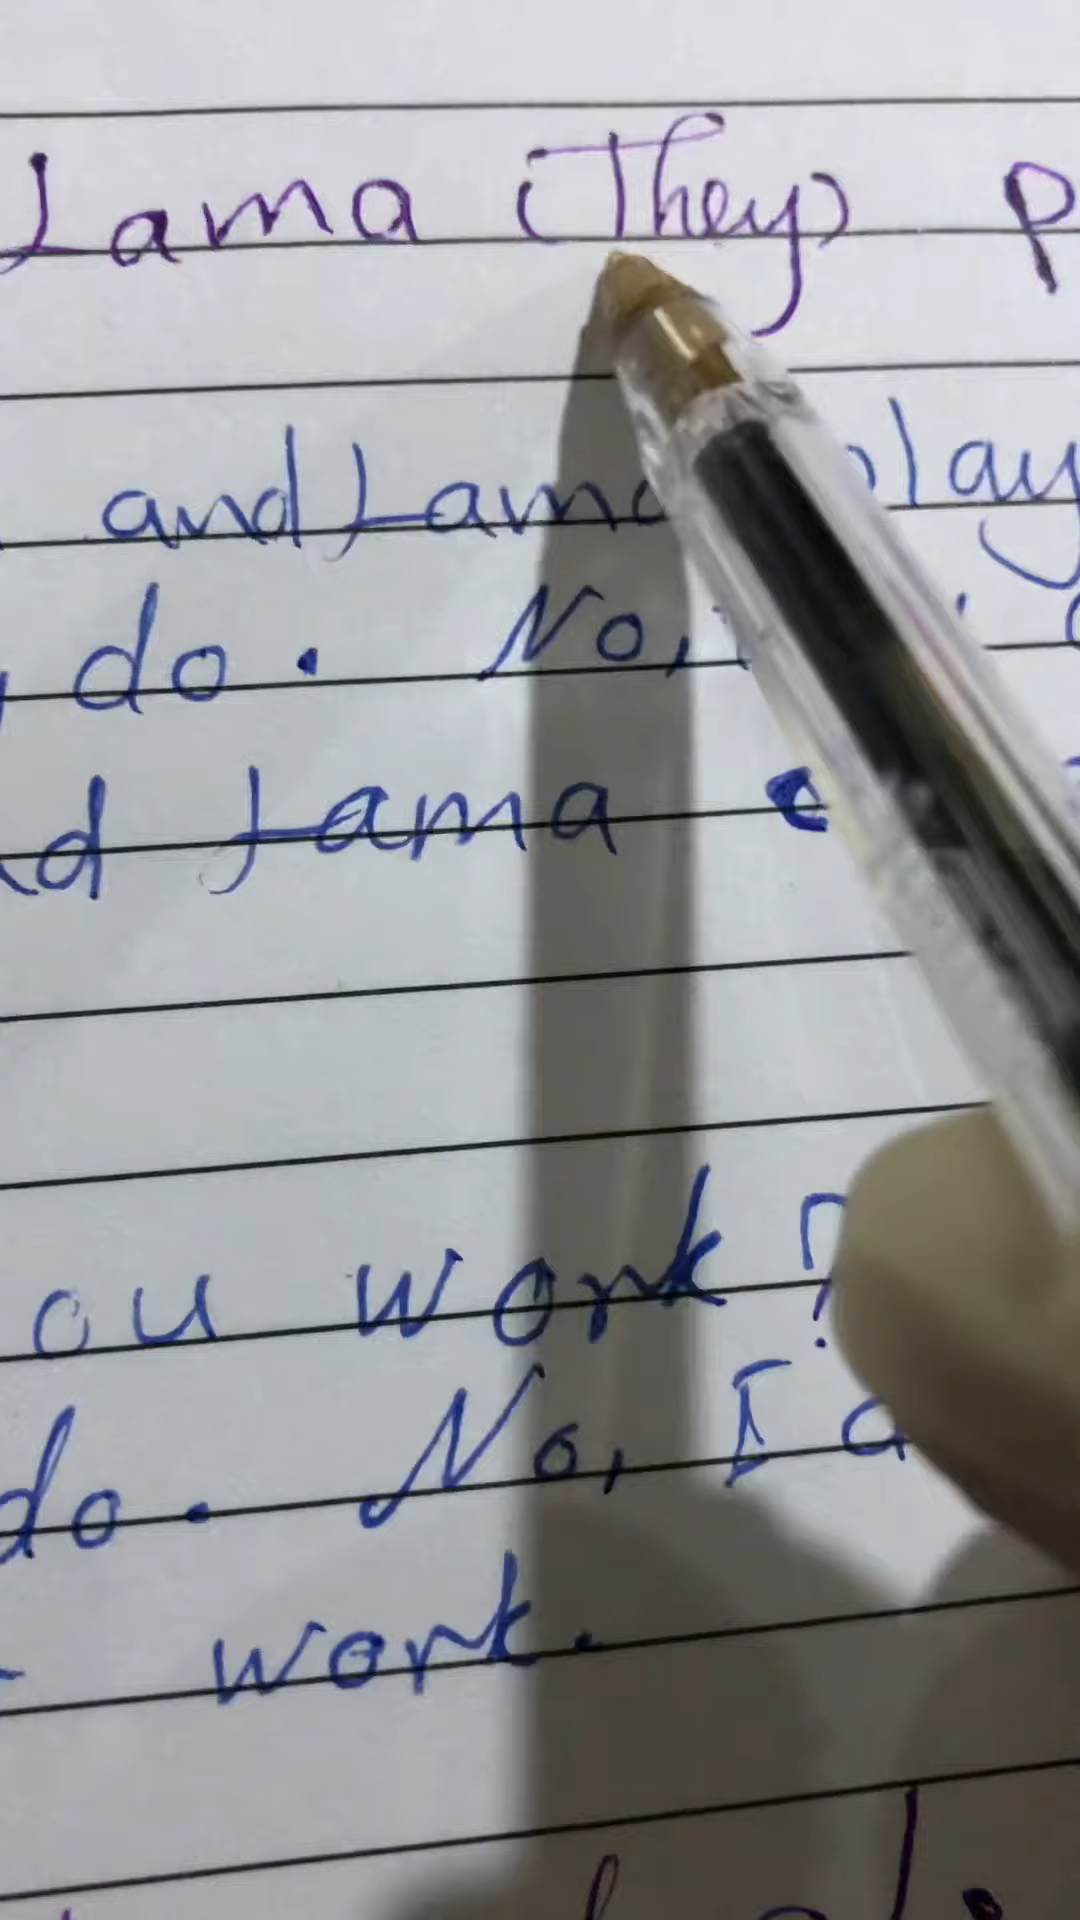 Lama (They) P
and Lama play
do. No,
d Lama
ou work?
do. No, I d
work.